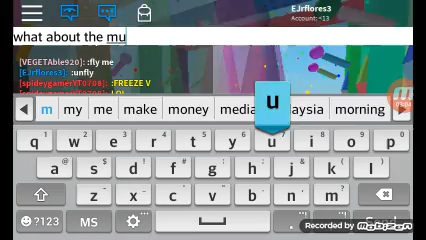 EJrflores3
Account: <13
what about the mu
[VEGETABLE920]: :fly me
[EJrflores3]: :unfly
[spideygamerYT0708]: :FREEZE V
m my me make money media aysia morning
u
q w e r t y u i o p
a s d f g h j k l
z x c v b n m
?123 MS
Recorded by